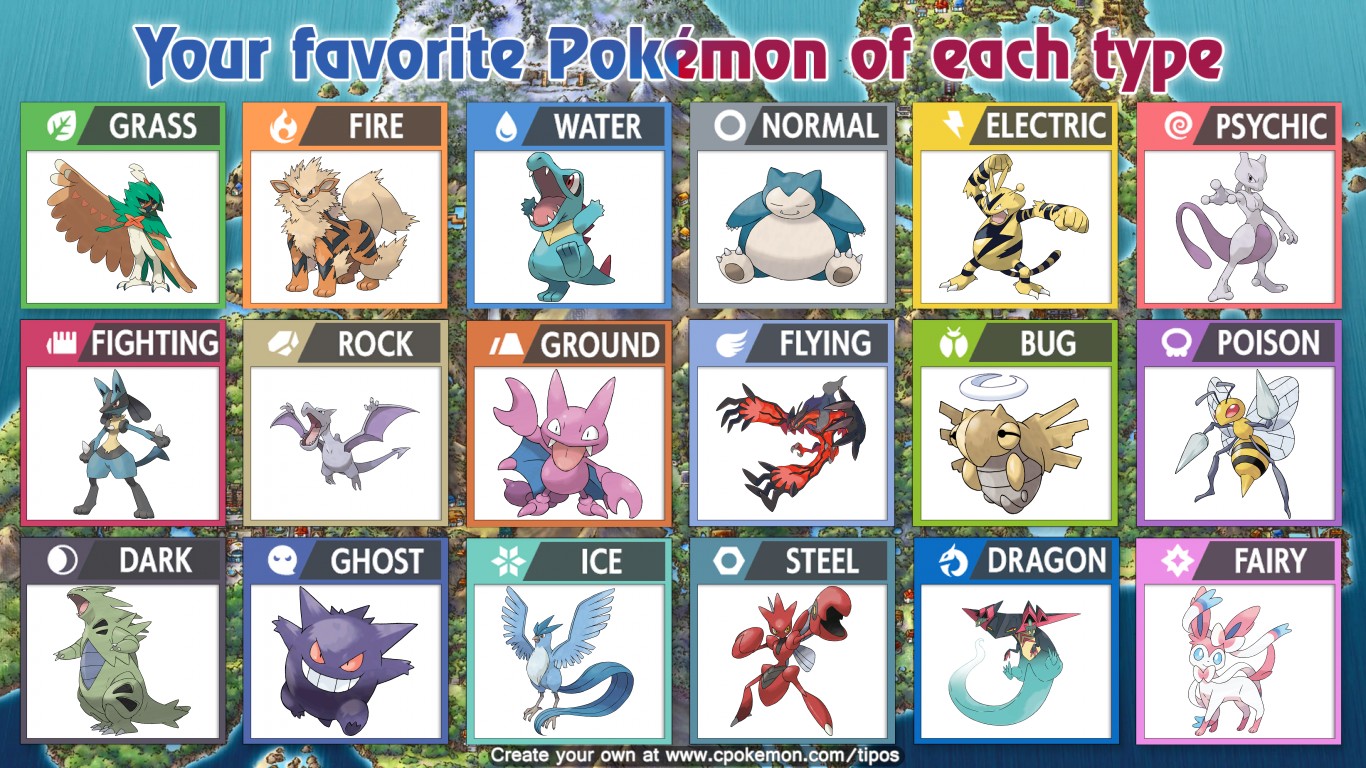 Your favorite Pokémon of each type
GRASS
FIRE
WATER
NORMAL
ELECTRIC
PSYCHIC
FIGHTING
ROCK
GROUND
FLYING
BUG
POISON
DARK
GHOST
ICE
STEEL
DRAGON
FAIRY
Create your own at www.cpokemon.com/tipos